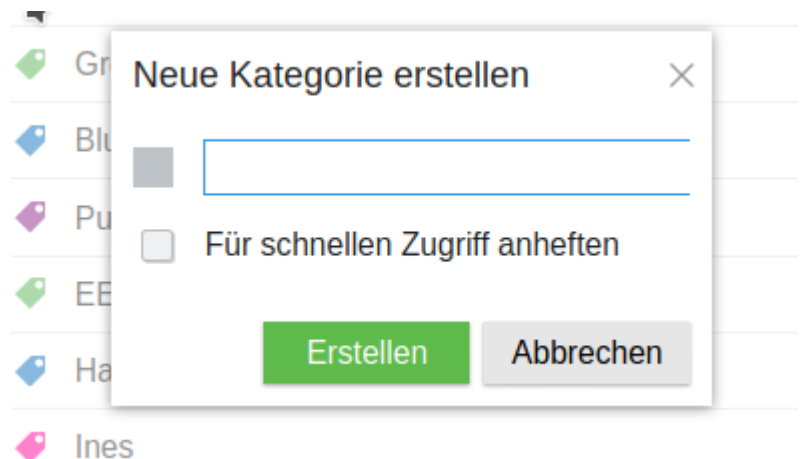 Neue Kategorie erstellen
Für schnellen Zugriff anheften
Erstellen
Abbrechen
Ines